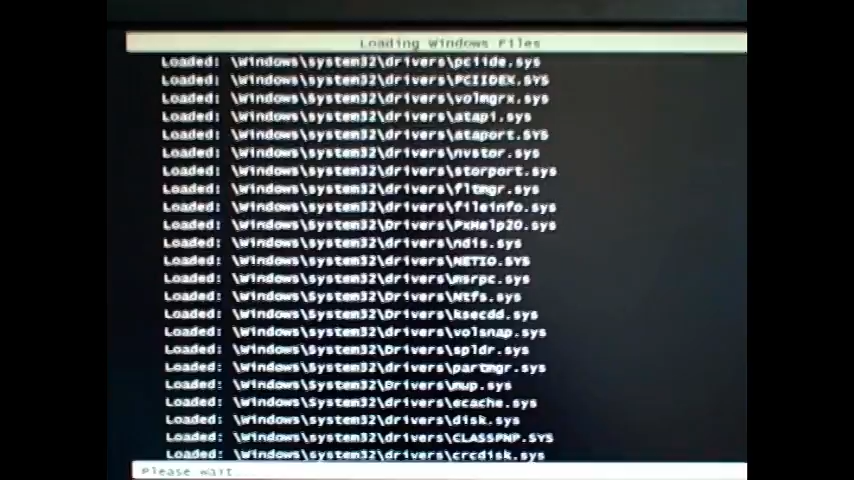 Loading Windows Files
Loaded: \Windows\system32\drivers\pciide.sys
Loaded: \Windows\system32\drivers\PCIIDEX.SYS
Loaded: \Windows\system32\drivers\volmgrx.sys
Loaded: \Windows\system32\drivers\atapi.sys
Loaded: \Windows\system32\drivers\ataport.SYS
Loaded: \Windows\system32\drivers\nvstor.sys
Loaded: \Windows\system32\drivers\storport.sys
Loaded: \Windows\system32\drivers\fltmgr.sys
Loaded: \Windows\system32\drivers\fileinfo.sys
Loaded: \Windows\System32\Drivers\PxHelp20.sys
Loaded: \Windows\system32\drivers\ndis.sys
Loaded: \Windows\system32\drivers\NETIO.SYS
Loaded: \Windows\system32\drivers\msrpc.sys
Loaded: \Windows\System32\Drivers\Ntfs.sys
Loaded: \Windows\System32\Drivers\ksecdd.sys
Loaded: \Windows\system32\drivers\volsnap.sys
Loaded: \Windows\System32\Drivers\spldr.sys
Loaded: \Windows\System32\drivers\partmgr.sys
Loaded: \Windows\System32\Drivers\mup.sys
Loaded: \Windows\System32\drivers\ecache.sys
Loaded: \Windows\system32\drivers\disk.sys
Loaded: \Windows\system32\drivers\CLASSPNP.SYS
Loaded: \Windows\system32\drivers\crcdisk.sys
Please wait...